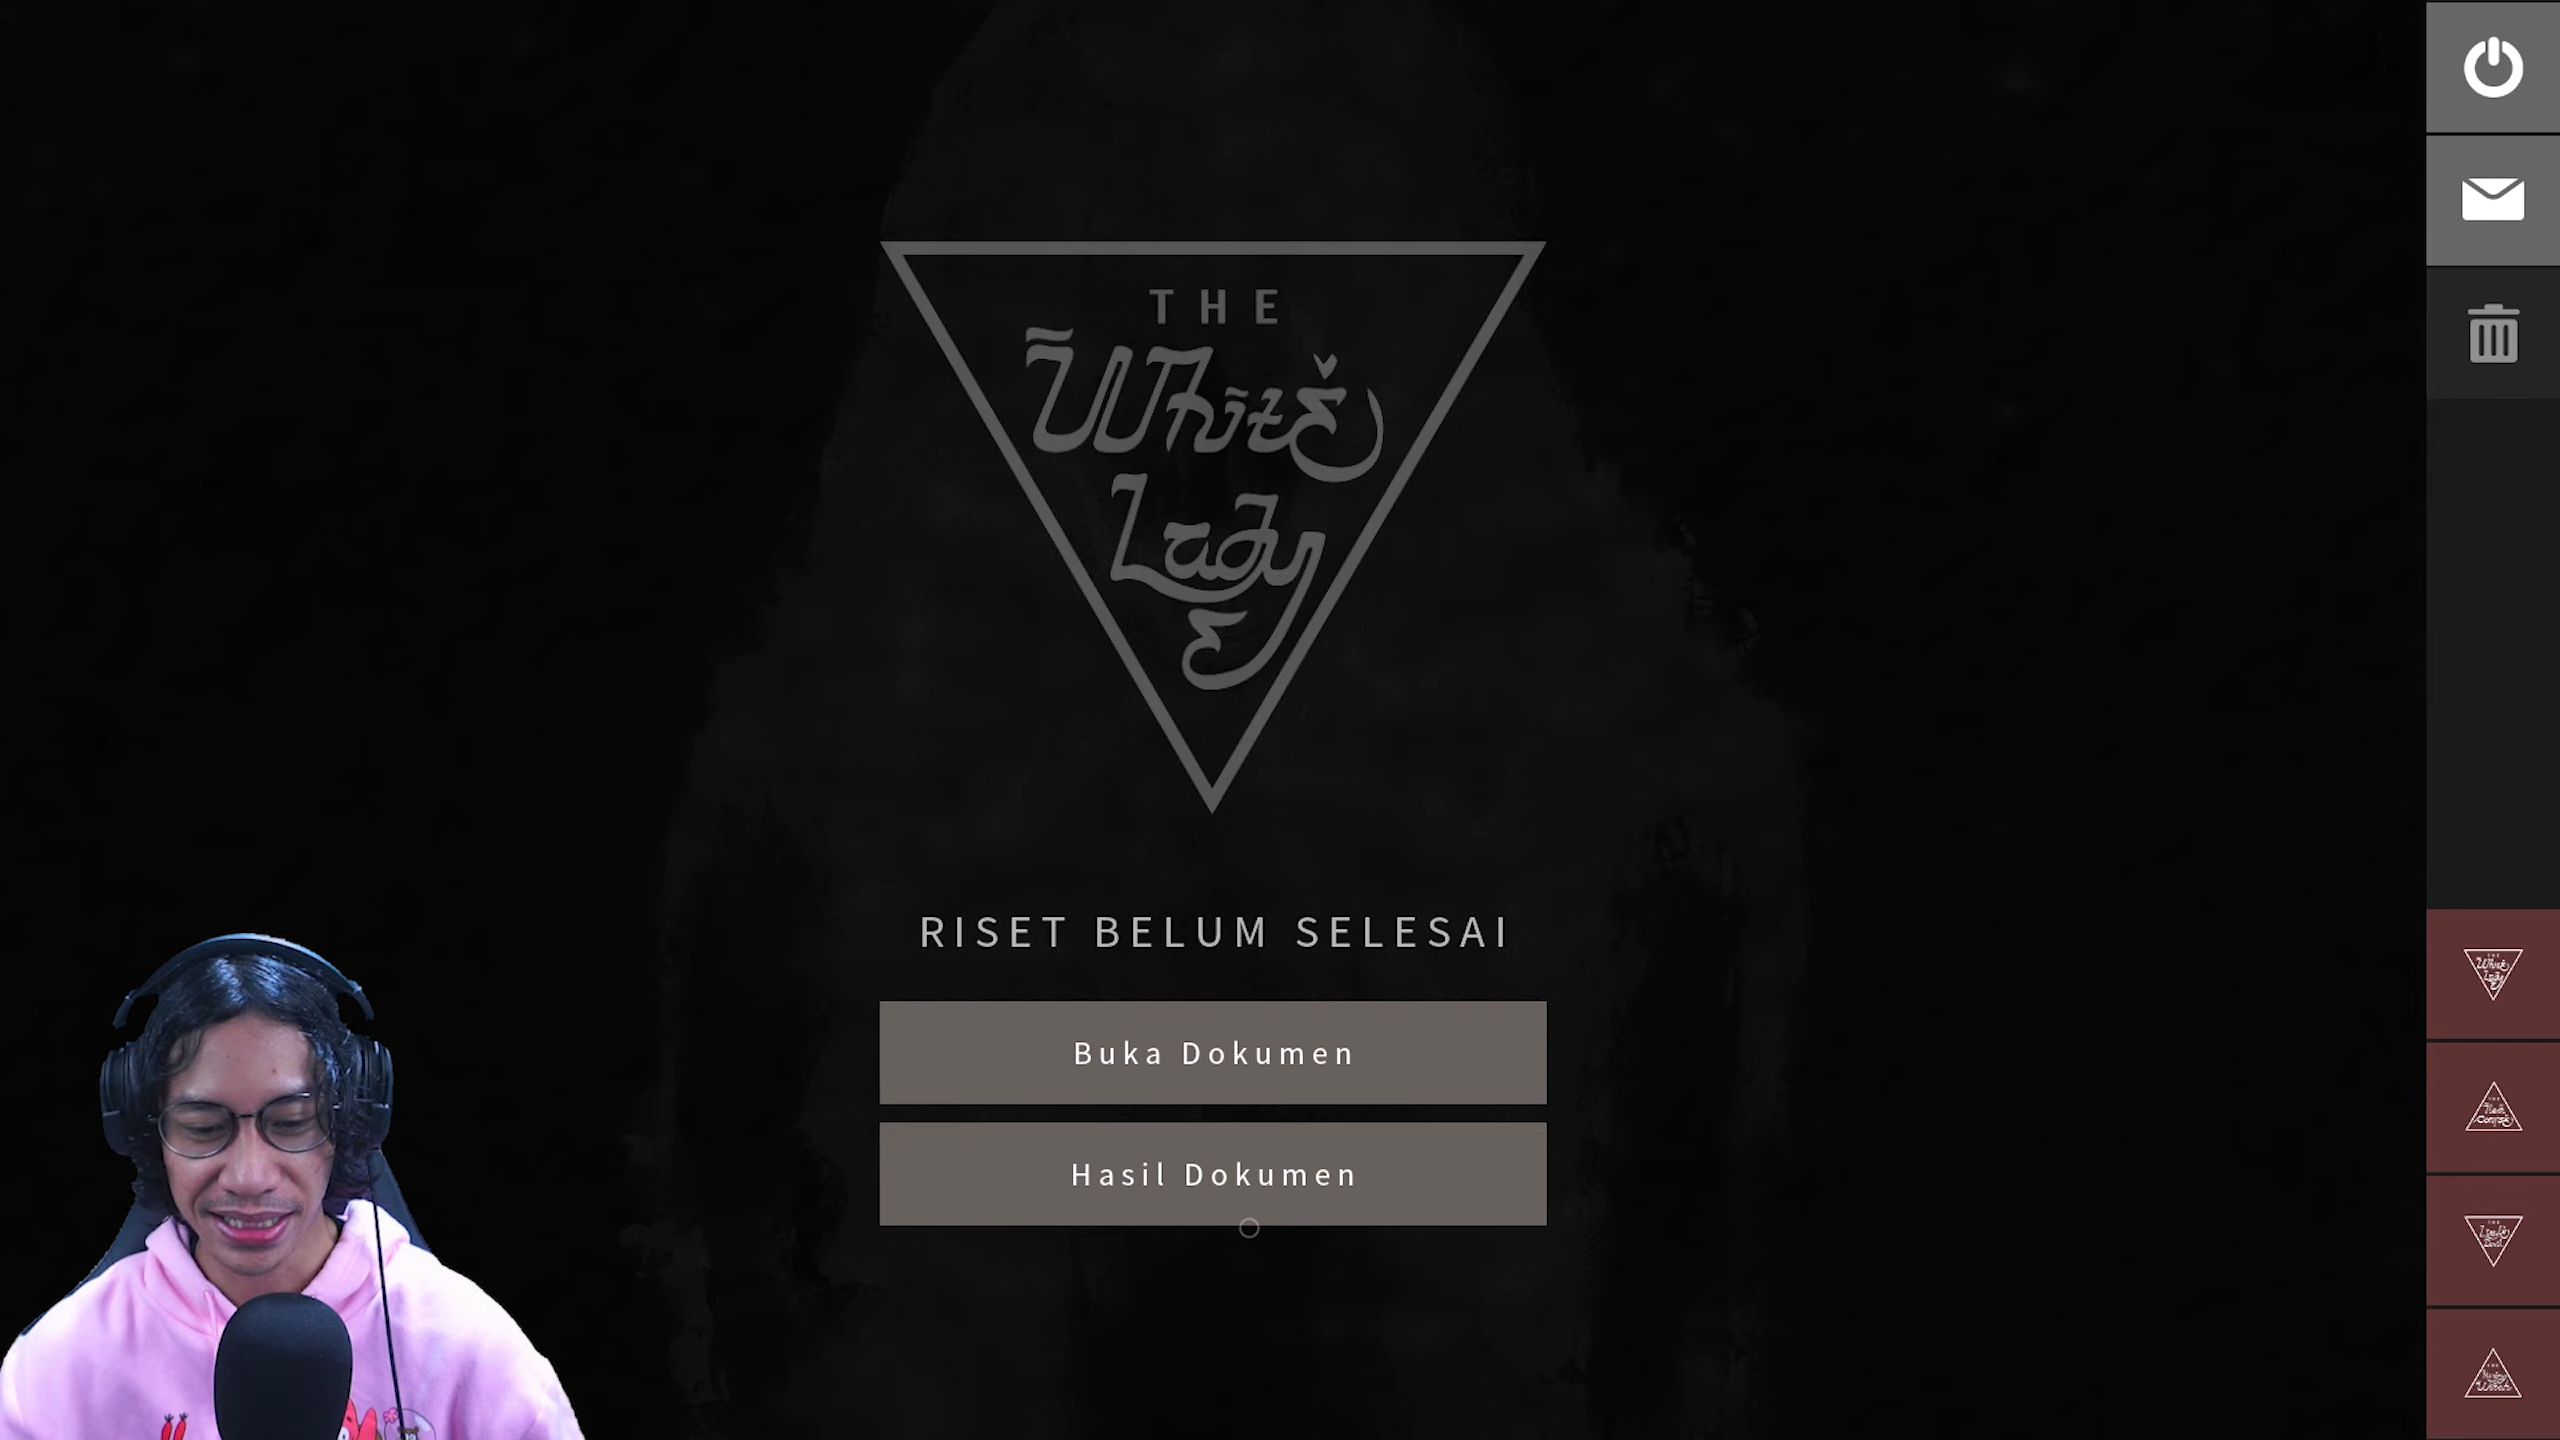 THE
White
Lady
RISET BELUM SELESAI
Buka Dokumen
Hasil Dokumen